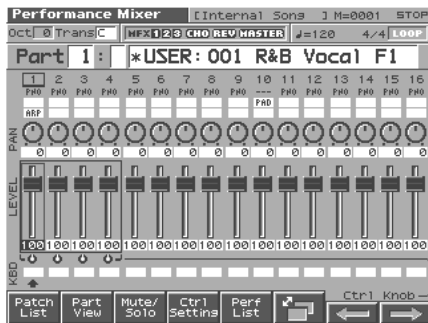 Performance Mixer [Internal Song ] M=0001 STOP
Oct 0 Trans C MFX 1 2 3 CHO REV MASTER ♩=120 4/4 LOOP
Part 1: *USER:001 R&B Vocal F1
1 2 3 4 5 6 7 8 9 10 11 12 13 14 15 16
PNO PNO PNO PNO PNO PNO PNO PNO PNO --- PNO PNO PNO PNO PNO PNO
PAD
ARP
PAN
0 0 0 0 0 0 0 0 0 0 0 0 0 0 0 0
LEVEL
100 100 100 100 100 100 100 100 100 100 100 100 100 100 100 100
KBD
Ctrl Knob
Patch List Part View Mute/Solo Ctrl Setting Perf List